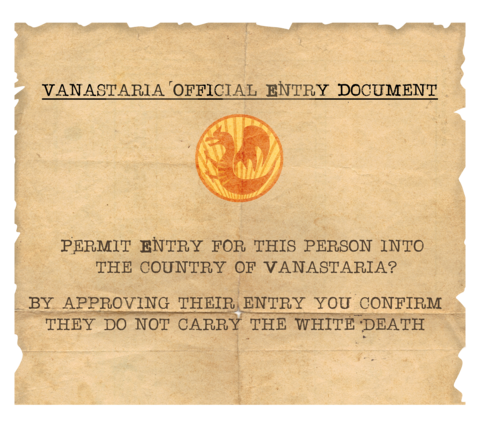 VANASTARIA OFFICIAL ENTRY DOCUMENT
PERMIT ENTRY FOR THIS PERSON INTO
THE COUNTRY OF VANASTARIA?
BY APPROVING THEIR ENTRY YOU CONFIRM
THEY DO NOT CARRY THE WHITE DEATH